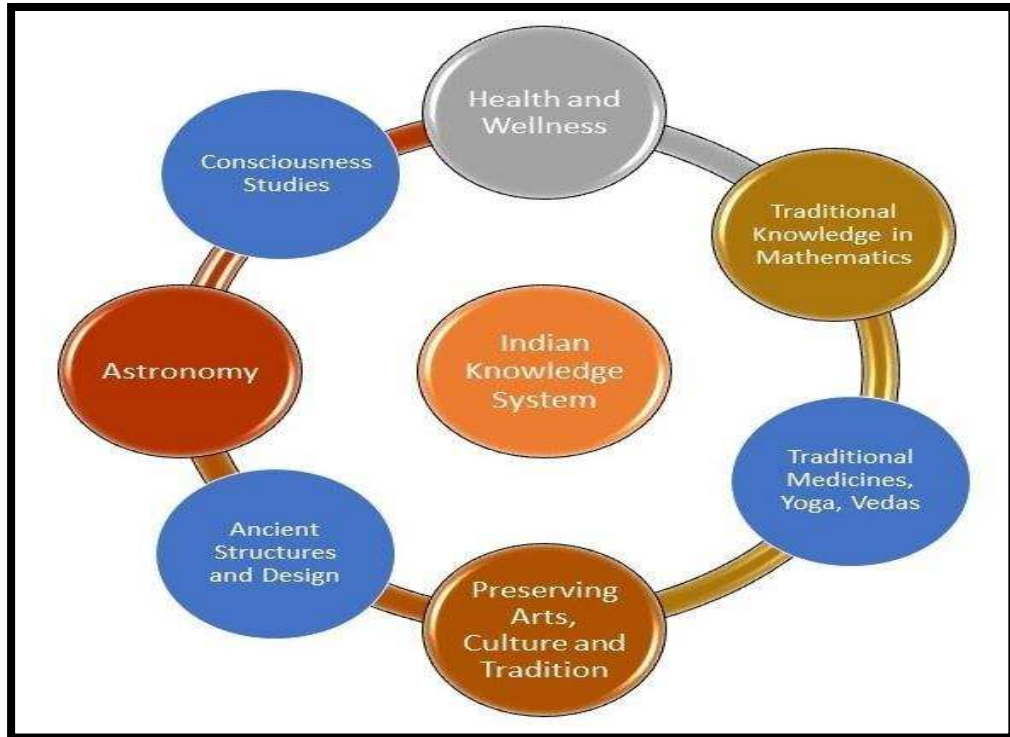 Health and
Wellness
Consciousness
Studies
Traditional
Knowledge in
Mathematics
Astronomy
Indian
Knowledge
System
Traditional
Medicines,
Yoga, Vedas
Ancient
Structures
and Design
Preserving
Arts,
Culture and
Tradition